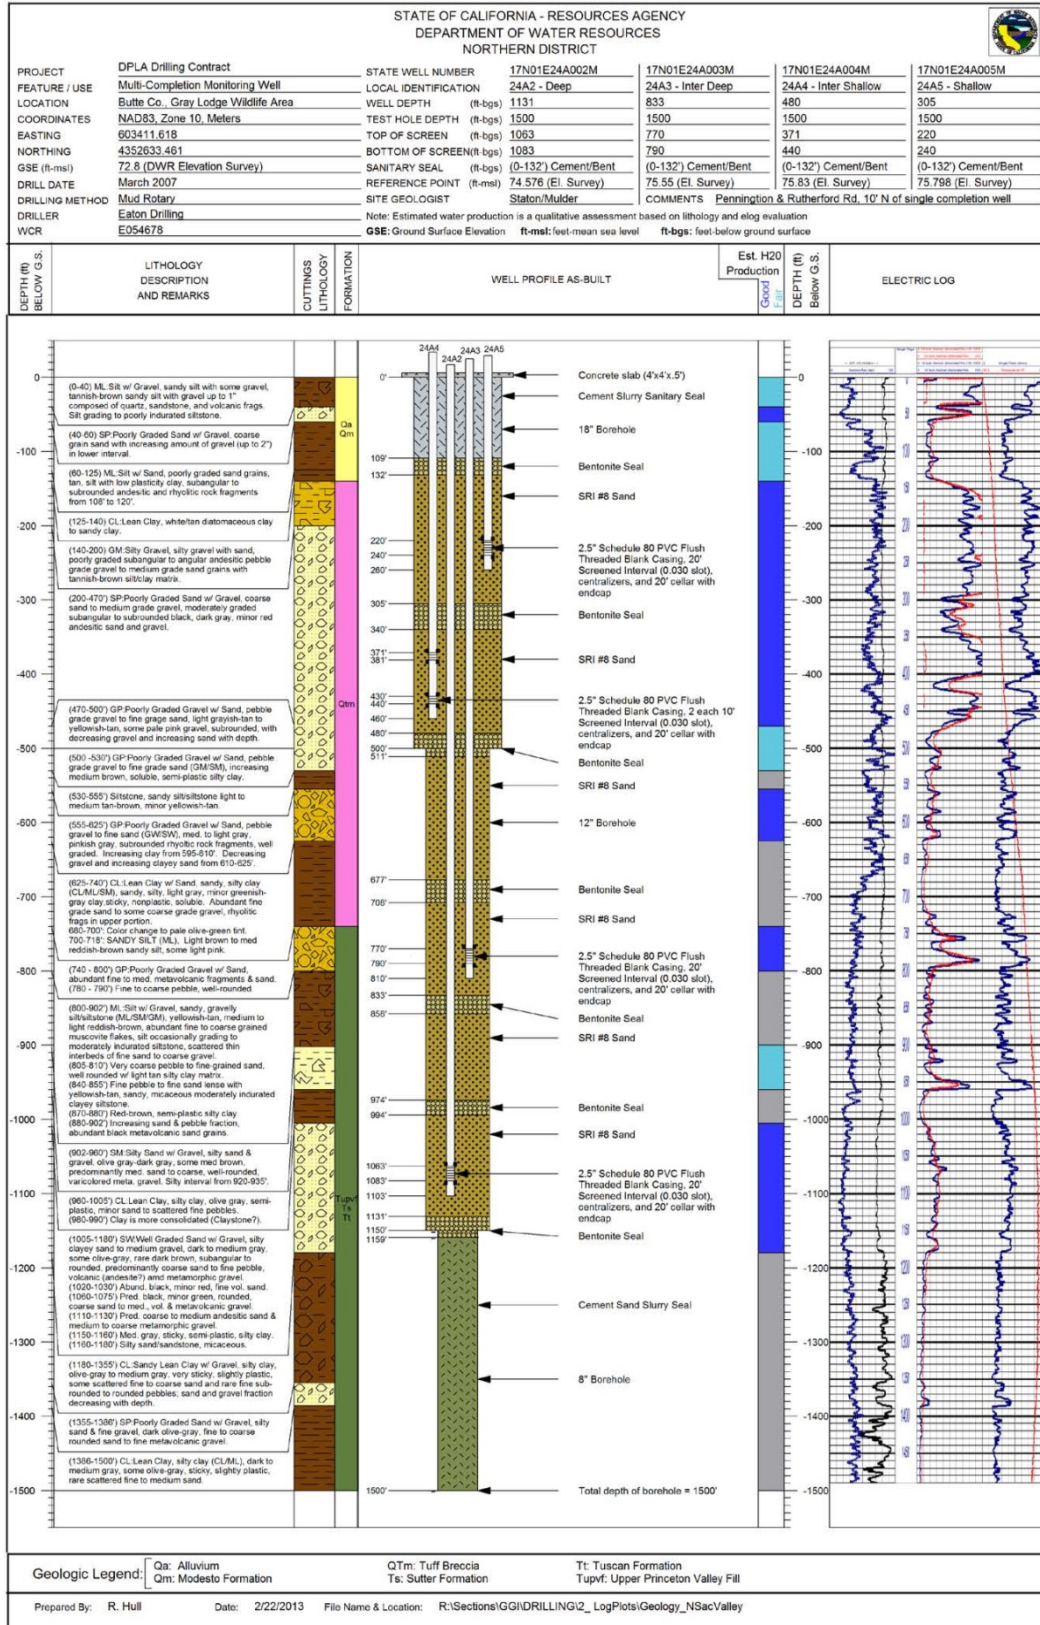 STATE OF CALIFORNIA - RESOURCES AGENCY
DEPARTMENT OF WATER RESOURCES
NORTHERN DISTRICT
PROJECT DPLA Drilling Contract
FEATURE / USE Multi-Completion Monitoring Well
LOCATION Butte Co., Gray Lodge Wildlife Area
COORDINATES NAD83, Zone 10, Meters
EASTING 603411.618
NORTHING 4352633.461
GSE (ft-msl) 72.8 (DWR Elevation Survey)
DRILL DATE March 2007
DRILLING METHOD Mud Rotary
DRILLER Eaton Drilling
WCR E054678
STATE WELL NUMBER 17N01E24A002M 17N01E24A003M 17N01E24A004M 17N01E24A005M
LOCAL IDENTIFICATION 24A2 - Deep 24A3 - Inter Deep 24A4 - Inter Shallow 24A5 - Shallow
WELL DEPTH (ft-bgs) 1131 833 480 305
TEST HOLE DEPTH (ft-bgs) 1500 1500 1500 1500
TOP OF SCREEN (ft-bgs) 1063 770 371 220
BOTTOM OF SCREEN(ft-bgs) 1083 790 440 240
SANITARY SEAL (ft-bgs) (0-132') Cement/Bent (0-132') Cement/Bent (0-132') Cement/Bent (0-132') Cement/Bent
REFERENCE POINT (ft-msl) 74.576 (El. Survey) 75.55 (El. Survey) 75.83 (El. Survey) 75.798 (El. Survey)
SITE GEOLOGIST Staton/Mulder COMMENTS Pennington & Rutherford Rd, 10' N of single completion well
Note: Estimated water production is a qualitative assessment based on lithology and elog evaluation
GSE: Ground Surface Elevation ft-msl: feet-mean sea level ft-bgs: feet-below ground surface
DEPTH (ft)
BELOW G.S.
LITHOLOGY
DESCRIPTION
AND REMARKS
CUTTINGS
LITHOLOGY
FORMATION
WELL PROFILE AS-BUILT
Est. H20
Production
Good
Fair
DEPTH (ft)
Below G.S.
ELECTRIC LOG
0
-100
-200
-300
-400
-500
-600
-700
-800
-900
-1000
-1100
-1200
-1300
-1400
-1500
(0-40) ML:Silt w/ Gravel, sandy silt with some gravel,
tannish-brown sandy silt with gravel up to 1"
composed of quartz, sandstone, and volcanic frags.
Silt grading to poorly indurated siltstone.
(40-60) SP:Poorly Graded Sand w/ Gravel, coarse
grain sand with increasing amount of gravel (up to 2")
in lower interval.
(60-125) ML:Silt w/ Sand, poorly graded sand grains,
tan, silt with low plasticity clay, subangular to
subrounded andesitic and rhyolitic rock fragments
from 108' to 120'.
(125-140) CL:Lean Clay, white/tan diatomaceous clay
to sandy clay.
(140-200) GM:Silty Gravel, silty gravel with sand,
poorly graded subangular to angular andesitic pebble
grade gravel to medium grade sand grains with
tannish-brown silt/clay matrix.
(200-470) SP:Poorly Graded Sand w/ Gravel, coarse
sand to medium grade gravel, moderately graded
subangular to subrounded black, dark gray, minor red
andesitic sand and gravel.
(470-500') GP:Poorly Graded Gravel w/ Sand, pebble
grade gravel to fine grage sand, light grayish-tan to
yellowish-tan, some pale pink gravel, subrounded, with
decreasing gravel and increasing sand with depth.
(500 -530') GP:Poorly Graded Gravel w/ Sand, pebble
grade gravel to fine grade sand (GM/SM), increasing
medium brown, soluble, semi-plastic silty clay.
(530-555') Siltstone, sandy silt/siltstone light to
medium tan-brown, minor yellowish-tan.
(555-625') GP:Poorly Graded Gravel w/ Sand, pebble
gravel to fine sand (GW/SW), med. to light gray,
pinkish gray, subrounded rhyoltic rock fragments, well
graded. Increasing clay from 595-610'. Decreasing
gravel and increasing clayey sand from 610-625'.
(625-740') CL:Lean Clay w/ Sand, sandy, silty clay
(CL/ML/SM), sandy, silty, light gray, minor greenish-
gray clay,sticky, nonplastic, soluble. Abundant fine
grade sand to some coarse grade gravel, rhyolitic
frags in upper portion.
680-700': Color change to pale olive-green tint.
700-718': SANDY SILT (ML), Light brown to med
reddish-brown sandy silt, some light pink.
(740 - 800') GP:Poorly Graded Gravel w/ Sand,
abundant fine to med. metavolcanic fragments & sand.
(780 - 790') Fine to coarse pebble, well-rounded.
(800-902') ML:Silt w/ Gravel, sandy, gravelly
silt/siltstone (ML/SM/GM), yellowish-tan, medium to
light reddish-brown, abundant fine to coarse grained
muscovite flakes, silt occasionally grading to
moderately indurated siltstone, scattered thin
interbeds of fine sand to coarse gravel.
(805-810') Very coarse pebble to fine-grained sand,
well rounded w/ light tan silty clay matrix.
(840-855') Fine pebble to fine sand lense with
yellowish-tan, sandy, micaceous moderately indurated
clayey siltstone.
(870-880') Red-brown, semi-plastic silty clay
(880-902') Increasing sand & pebble fraction,
abundant black metavolcanic sand grains.
(902-960') SM:Silty Sand w/ Gravel, silty sand &
gravel, olive gray-dark gray, some med brown,
predominantly med. sand to coarse, well-rounded,
varicolored meta. gravel. Silty interval from 920-935'.
(960-1005') CL:Lean Clay, silty clay, olive gray, semi-
plastic, minor sand to scattered fine pebbles.
(980-990') Clay is more consolidated (Claystone?).
(1005-1180') SW:Well Graded Sand w/ Gravel, silty
clayey sand to medium gravel, dark to medium gray,
some olive-gray, rare dark brown, subangular to
rounded, predominantly coarse sand to fine pebble,
volcanic (andesite?) amd metamorphic gravel.
(1020-1030') Abund. black, minor red, fine vol. sand.
(1060-1075') Pred. black, minor green, rounded,
coarse sand to med., vol. & metavolcanic gravel.
(1110-1130') Pred. coarse to medium andesitic sand &
medium to coarse metamorphic gravel.
(1150-1160') Med. gray, sticky, semi-plastic, silty clay.
(1160-1180') Silty sand/sandstone, micaceous.
(1180-1355') CL:Sandy Lean Clay w/ Gravel, silty clay,
olive-gray to medium gray, very sticky, slightly plastic,
some scattered fine to coarse sand and rare fine sub-
rounded to rounded pebbles; sand and gravel fraction
decreasing with depth.
(1355-1386') SP:Poorly Graded Sand w/ Gravel, silty
sand & fine gravel, dark olive-gray, fine to coarse
rounded sand to fine metavolcanic gravel.
(1386-1500') CL:Lean Clay, silty clay (CL/ML), dark to
medium gray, some olive-gray, sticky, slightly plastic,
rare scattered fine to medium sand.
Qa
Qm
Qtm
Tupvf
Ts
Tt
24A4
24A2
24A3
24A5
0'
109'
132'
220'
240'
260'
305'
340'
371'
381'
430'
440'
460'
480'
500'
511'
677'
708'
770'
790'
810'
833'
858'
974'
994'
1063'
1083'
1103'
1131'
1150'
1159'
1500'
Concrete slab (4'x4'x.5')
Cement Slurry Sanitary Seal
18" Borehole
Bentonite Seal
SRI #8 Sand
2.5" Schedule 80 PVC Flush
Threaded Blank Casing, 20'
Screened Interval (0.030 slot),
centralizers, and 20' cellar with
endcap
Bentonite Seal
SRI #8 Sand
2.5" Schedule 80 PVC Flush
Threaded Blank Casing, 2 each 10'
Screened Interval (0.030 slot),
centralizers, and 20' cellar with
endcap
Bentonite Seal
SRI #8 Sand
12" Borehole
Bentonite Seal
SRI #8 Sand
2.5" Schedule 80 PVC Flush
Threaded Blank Casing, 20'
Screened Interval (0.030 slot),
centralizers, and 20' cellar with
endcap
Bentonite Seal
SRI #8 Sand
Bentonite Seal
SRI #8 Sand
2.5" Schedule 80 PVC Flush
Threaded Blank Casing, 20'
Screened Interval (0.030 slot),
centralizers, and 20' cellar with
endcap
Bentonite Seal
Cement Sand Slurry Seal
8" Borehole
Total depth of borehole = 1500'
0
-100
-200
-300
-400
-500
-600
-700
-800
-900
-1000
-1100
-1200
-1300
-1400
-1500
Geologic Legend: Qa: Alluvium QTm: Tuff Breccia Tt: Tuscan Formation
Qm: Modesto Formation Ts: Sutter Formation Tupvf: Upper Princeton Valley Fill
Prepared By: R. Hull Date: 2/22/2013 File Name & Location: R:\Sections\GGI\DRILLING\2_ LogPlots\Geology_NSacValley